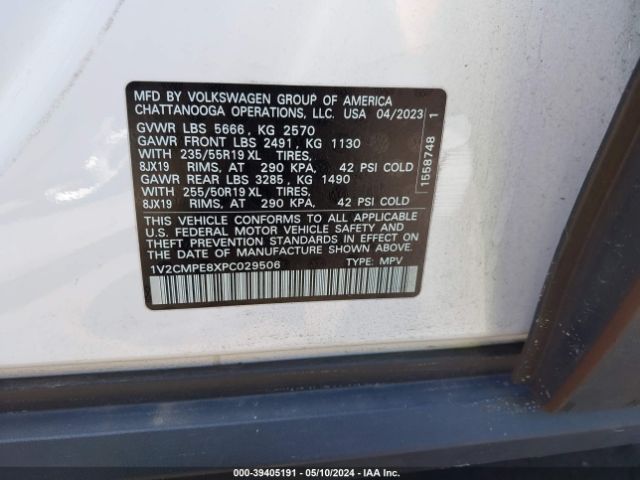 MFD BY VOLKSWAGEN GROUP OF AMERICA
CHATTANOOGA OPERATIONS, LLC. USA 04/2023
GVWR LBS 5666, KG 2570
GAWR FRONT LBS 2491, KG 1130
WITH 235/55R19 XL TIRES,
8JX19 RIMS, AT 290 KPA, 42 PSI COLD
GAWR REAR LBS 3285, KG 1490
WITH 255/50R19 XL TIRES,
8JX19 RIMS, AT 290 KPA, 42 PSI COLD
THIS VEHICLE CONFORMS TO ALL APPLICABLE
U.S. FEDERAL MOTOR VEHICLE SAFETY AND
THEFT PREVENTION STANDARDS IN EFFECT ON
THE DATE OF MANUFACTURE SHOWN ABOVE.
1V2CMPE8XPC029506 TYPE: MPV
1558748 1
000-39405191 - 05/10/2024 - IAA Inc.